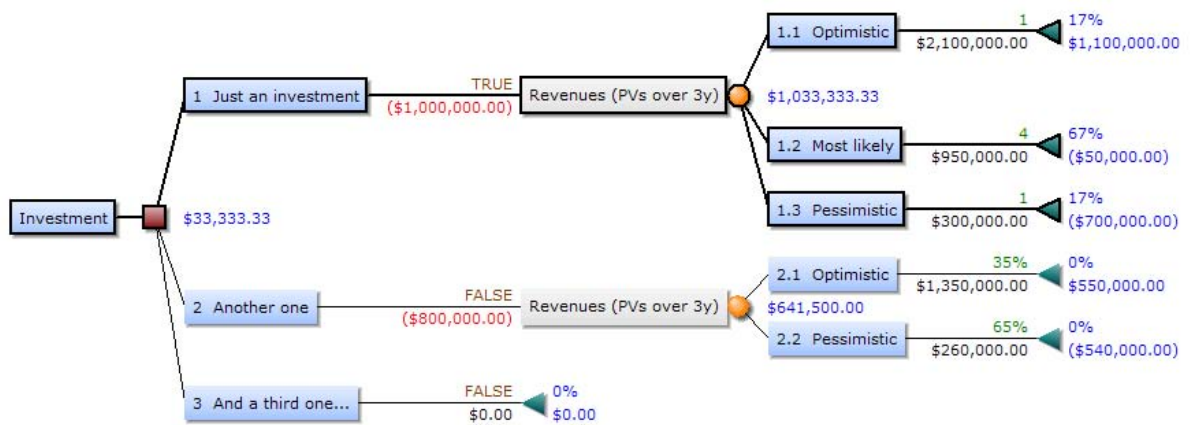 1.1 Optimistic
1
$2,100,000.00
17%
$1,100,000.00
1 Just an investment
TRUE
($1,000,000.00)
Revenues (PVs over 3y)
$1,033,333.33
1.2 Most likely
4
$950,000.00
67%
($50,000.00)
1.3 Pessimistic
1
$300,000.00
17%
($700,000.00)
Investment
$33,333.33
2.1 Optimistic
35%
$1,350,000.00
0%
$550,000.00
2 Another one
FALSE
($800,000.00)
Revenues (PVs over 3y)
$641,500.00
2.2 Pessimistic
65%
$260,000.00
0%
($540,000.00)
3 And a third one...
FALSE
$0.00
0%
$0.00